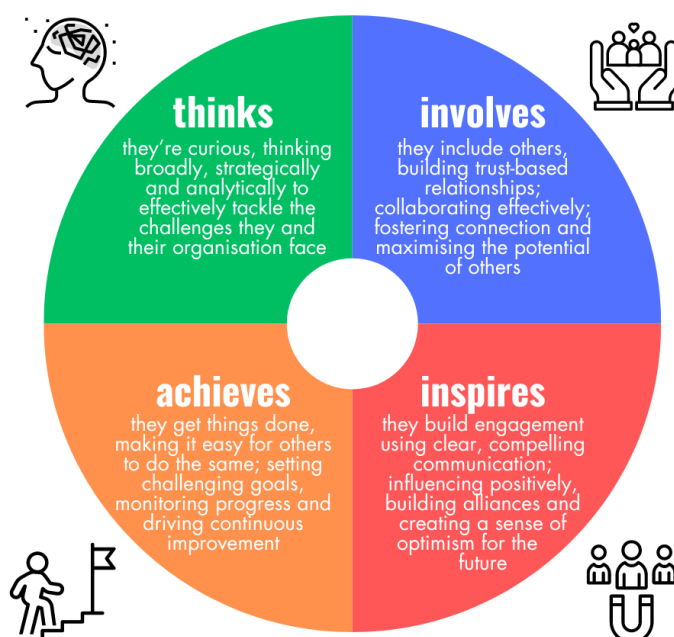 thinks
they're curious, thinking
broadly, strategically
and analytically to
effectively tackle the
challenges they and
their organisation face
involves
they include others,
building trust-based
relationships;
collaborating effectively;
fostering connection and
maximising the potential
of others
achieves
they get things done,
making it easy for others
to do the same; setting
challenging goals,
monitoring progress and
driving continuous
improvement
inspires
they build engagement
using clear, compelling
communication;
influencing positively,
building alliances and
creating a sense of
optimism for the
future